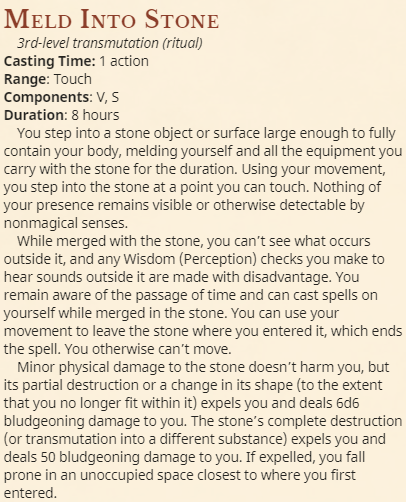 Meld Into Stone
3rd-level transmutation (ritual)
Casting Time: 1 action
Range: Touch
Components: V, S
Duration: 8 hours
You step into a stone object or surface large enough to fully
contain your body, melding yourself and all the equipment you
carry with the stone for the duration. Using your movement,
you step into the stone at a point you can touch. Nothing of
your presence remains visible or otherwise detectable by
nonmagical senses.
While merged with the stone, you can't see what occurs
outside it, and any Wisdom (Perception) checks you make to
hear sounds outside it are made with disadvantage. You
remain aware of the passage of time and can cast spells on
yourself while merged in the stone. You can use your
movement to leave the stone where you entered it, which ends
the spell. You otherwise can't move.
Minor physical damage to the stone doesn't harm you, but
its partial destruction or a change in its shape (to the extent
that you no longer fit within it) expels you and deals 6d6
bludgeoning damage to you. The stone's complete destruction
(or transmutation into a different substance) expels you and
deals 50 bludgeoning damage to you. If expelled, you fall
prone in an unoccupied space closest to where you first
entered.